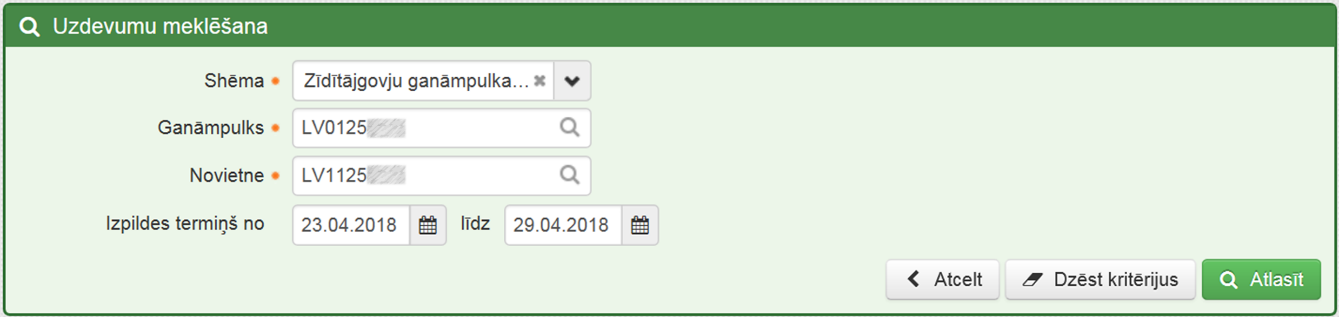 Uzdevumu meklēšana
Shēma Zīdītājgovju ganāmpulka...
Ganāmpulks LV0125
Novietne LV1125
Izpildes termiņš no 23.04.2018 līdz 29.04.2018
Atcelt Dzēst kritērijus Atlasīt